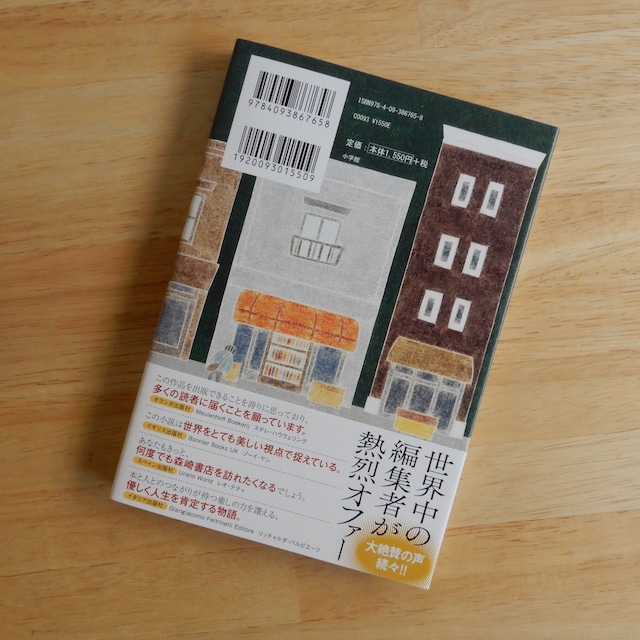 9784093867658
1920093015509
ISBN978-4-09-386765-8
C0093 ¥1550E
定価:本体1,550円+税
小学館
この作品を出版できることを誇りに思っており、
多くの読者に届くことを願っています。
オランダ出版社 Meulenhoff Boekerij ステレ・ハウウェリング
この小説は世界をとても美しい視点で捉えている。
イギリス出版社 Bonnier Books UK ゾーイ・ヤン
あなたもきっと、
何度でも森崎書店を訪れたくなるでしょう。
スペイン出版社 Urano World レオ・テティ
本と人とのつながりが持つ癒しの力を讃える、
優しく人生を肯定する物語。
イタリア出版社 Giangiacomo Feltrinelli Editore リッチャルダ・バルビエーリ
世界中の
編集者が
熱烈オファー
大絶賛の声
続々!!